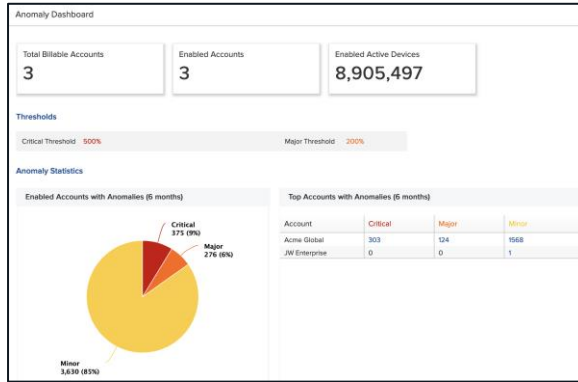 Anomaly Dashboard
Total Billable Accounts
3
Enabled Accounts
3
Enabled Active Devices
8,905,497
Thresholds
Critical Threshold 500%
Major Threshold 200%
Anomaly Statistics
Enabled Accounts with Anomalies (6 months)
Critical
375 (9%)
Major
276 (6%)
Minor
3,630 (85%)
Top Accounts with Anomalies (6 months)
Account Critical Major Minor
Acme Global 303 124 1568
JW Enterprise 0 0 1